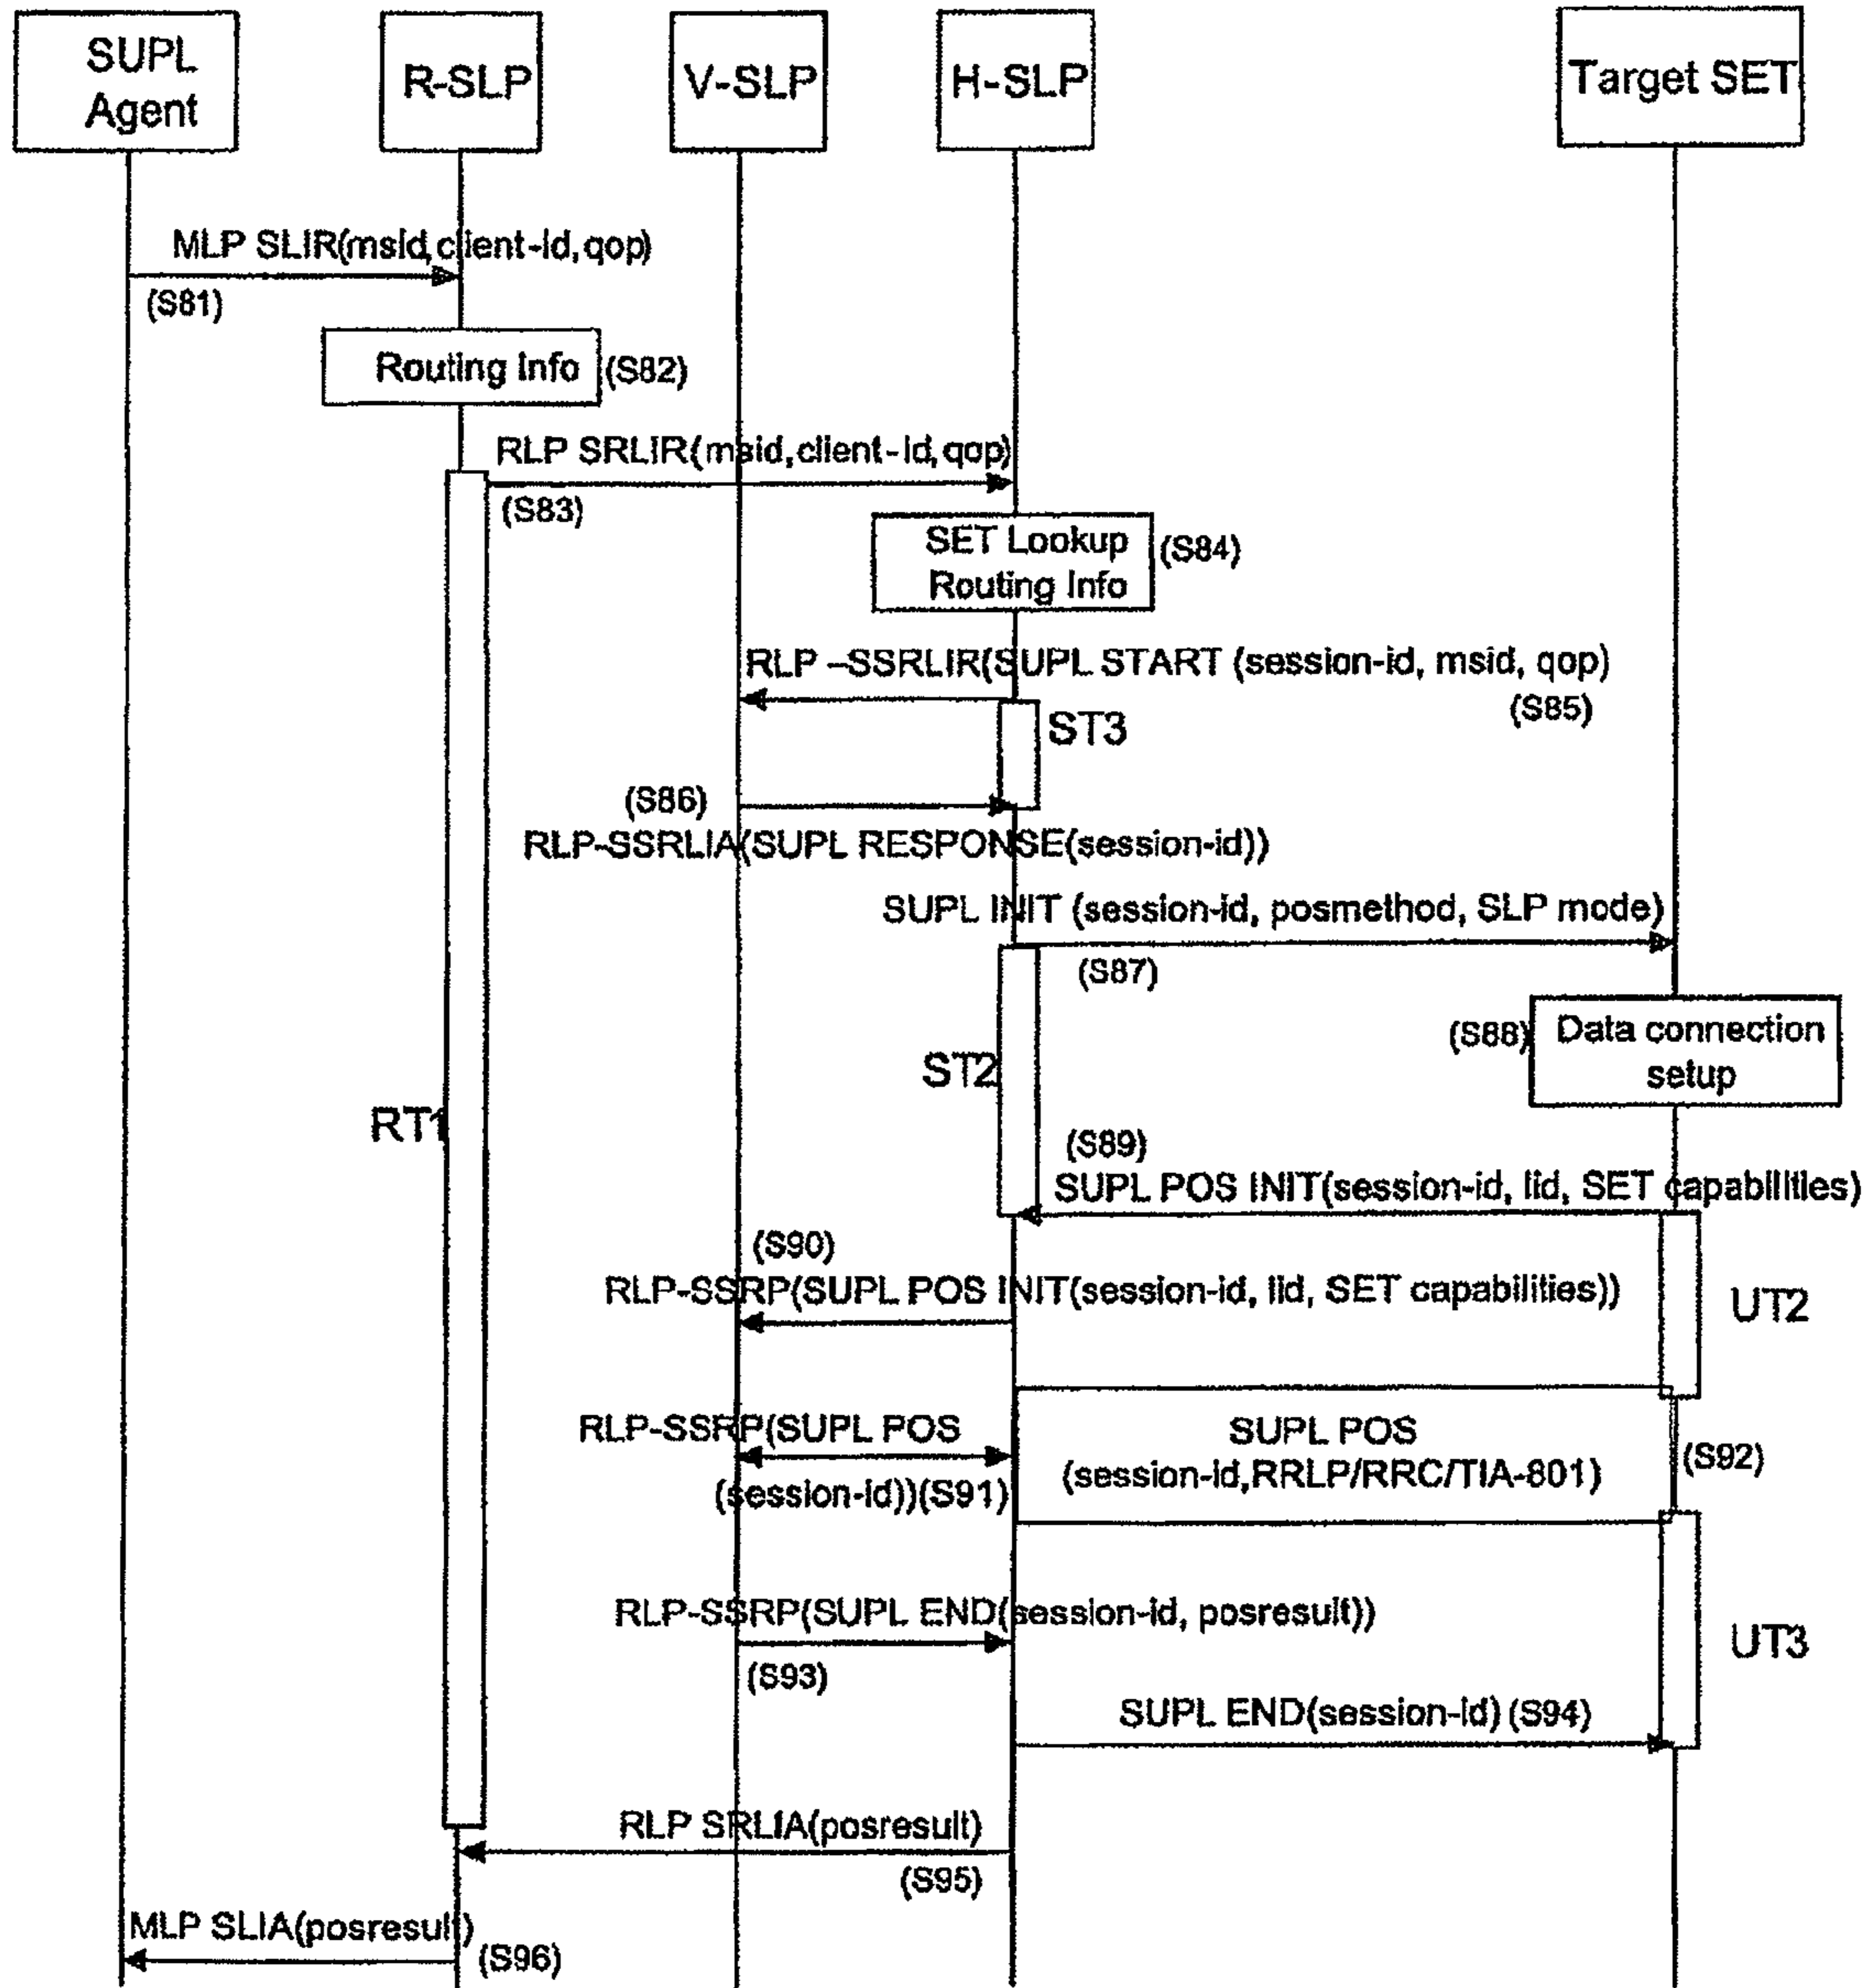 SUPL
Agent
R-SLP
V-SLP
H-SLP
Target SET
MLP SLIR(msid,client-id,qop)
(S81)
Routing Info
(S82)
RLP SRLIR(msid,client-id,qop)
(S83)
SET Lookup
Routing Info
(S84)
RLP –SSRLIR(SUPL START (session-id, msid, qop)
(S85)
ST3
(S86)
RLP-SSRLIA(SUPL RESPONSE(session-id))
SUPL INIT (session-id, posmethod, SLP mode)
(S87)
(S88)
Data connection
setup
ST2
RT1
(S89)
SUPL POS INIT(session-id, lid, SET capabilities)
(S90)
RLP-SSRP(SUPL POS INIT(session-id, lid, SET capabilities))
UT2
RLP-SSRP(SUPL POS
(session-id))(S91)
SUPL POS
(session-id,RRLP/RRC/TIA-801)
(S92)
RLP-SSRP(SUPL END(session-id, posresult))
(S93)
UT3
SUPL END(session-id) (S94)
RLP SRLIA(posresult)
(S95)
MLP SLIA(posresult)
(S96)